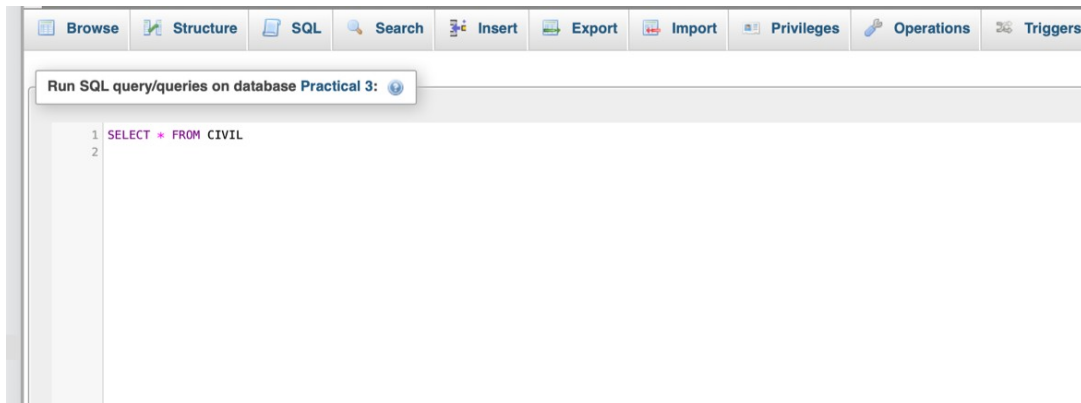 Browse Structure SQL Search Insert Export Import Privileges Operations Triggers
Run SQL query/queries on database Practical 3:
1 SELECT * FROM CIVIL
2